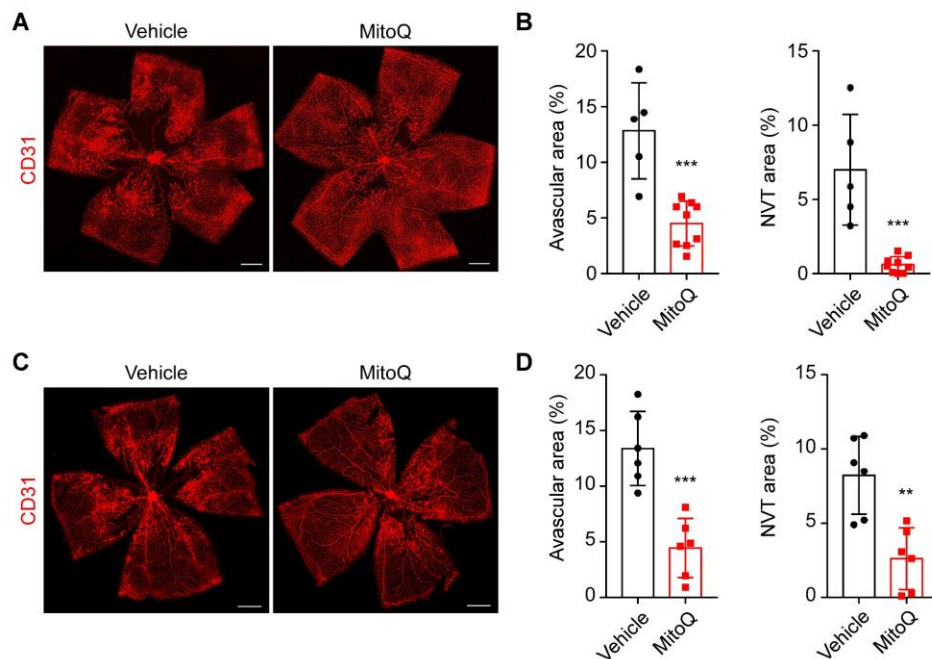 A
Vehicle
MitoQ
CD31
B
Avascular area (%)
20
15
10
5
0
***
Vehicle
MitoQ
NVT area (%)
15
10
5
0
***
Vehicle
MitoQ
C
Vehicle
MitoQ
CD31
D
Avascular area (%)
20
15
10
5
0
***
Vehicle
MitoQ
NVT area (%)
15
10
5
0
**
Vehicle
MitoQ